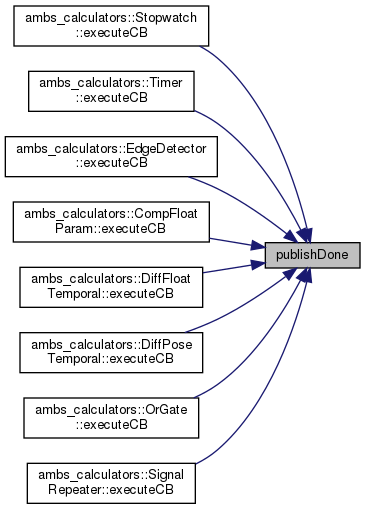 ambs_calculators::Stopwatch
::executeCB
ambs_calculators::Timer
::executeCB
ambs_calculators::EdgeDetector
::executeCB
ambs_calculators::CompFloat
Param::executeCB
publishDone
ambs_calculators::DiffFloat
Temporal::executeCB
ambs_calculators::DiffPose
Temporal::executeCB
ambs_calculators::OrGate
::executeCB
ambs_calculators::Signal
Repeater::executeCB